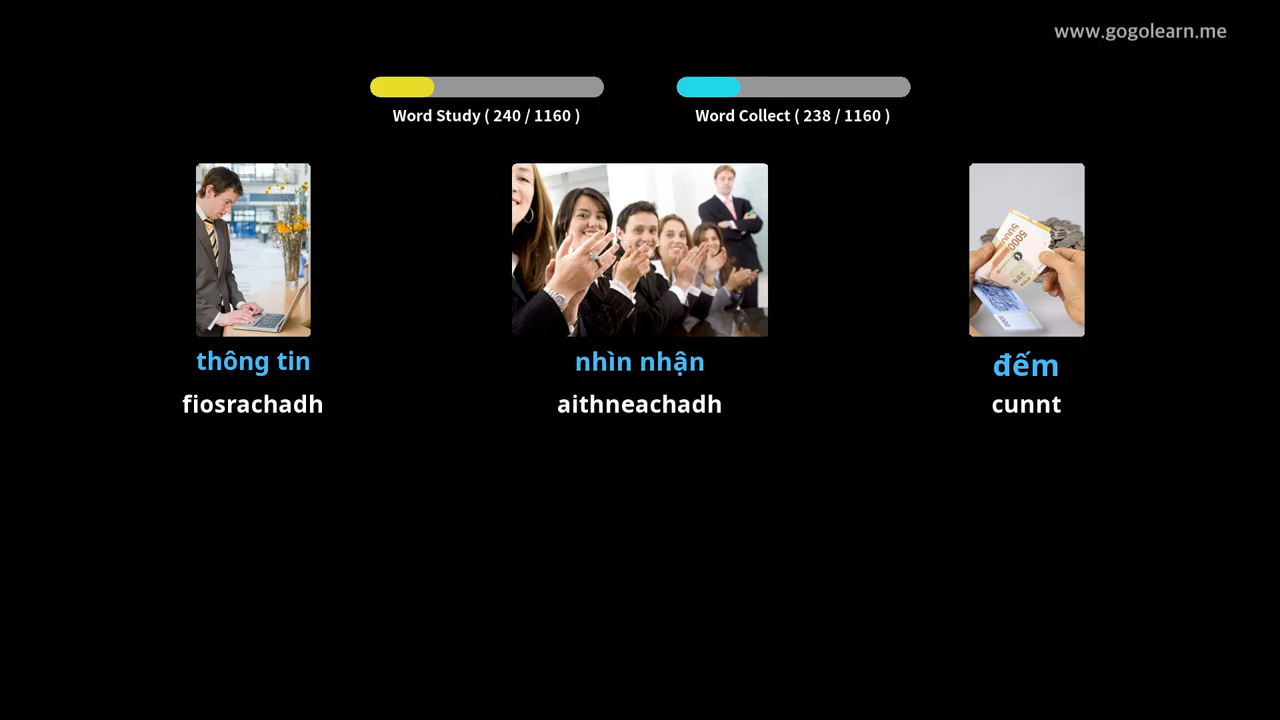 www.gogolearn.me
Word Study ( 240 / 1160 )
Word Collect ( 238 / 1160 )
thông tin
fiosrachadh
nhìn nhận
aithneachadh
đếm
cunnt